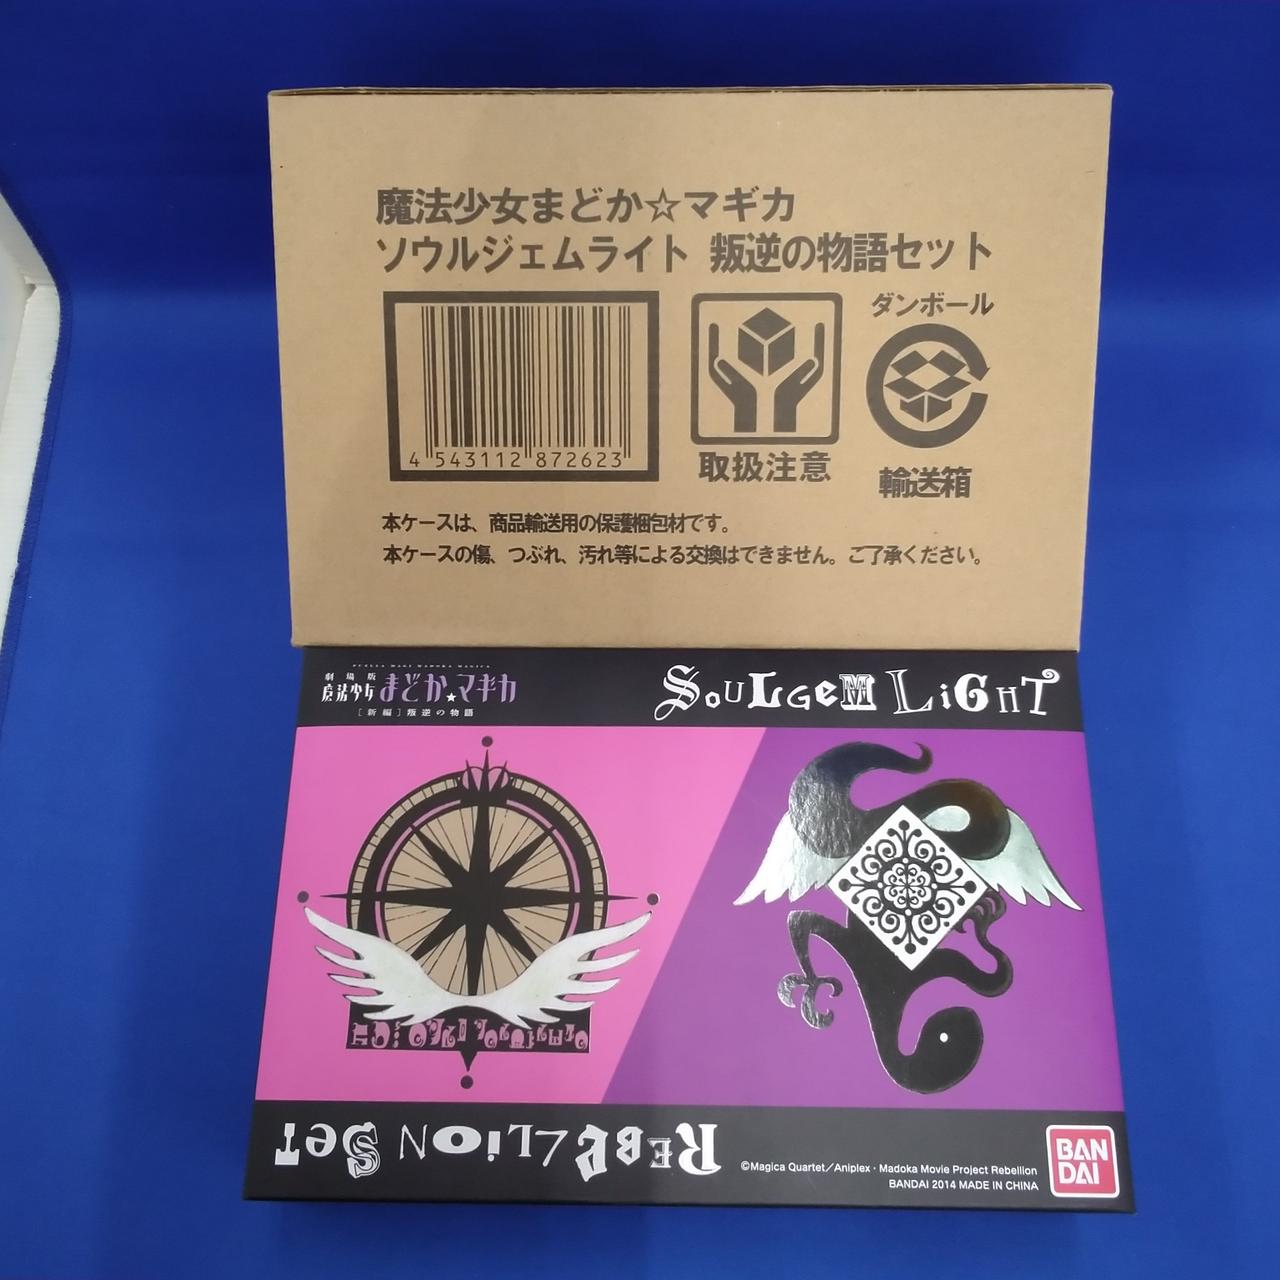 魔法少女まどか☆マギカ
ソウルジェムライト 叛逆の物語セット
ダンボール
4 543112 872623
取扱注意
輸送箱
本ケースは、商品輸送用の保護梱包材です。
本ケースの傷、つぶれ、汚れ等による交換はできません。ご了承ください。
PUELLA MAGI MADOKA MAGICA
劇場版
魔法少女まどか★マギカ
［新編］叛逆の物語
SOULGEM LIGHT
REBELLION SET
©Magica Quartet／Aniplex・Madoka Movie Project Rebellion
BANDAI 2014 MADE IN CHINA
BAN
DAI